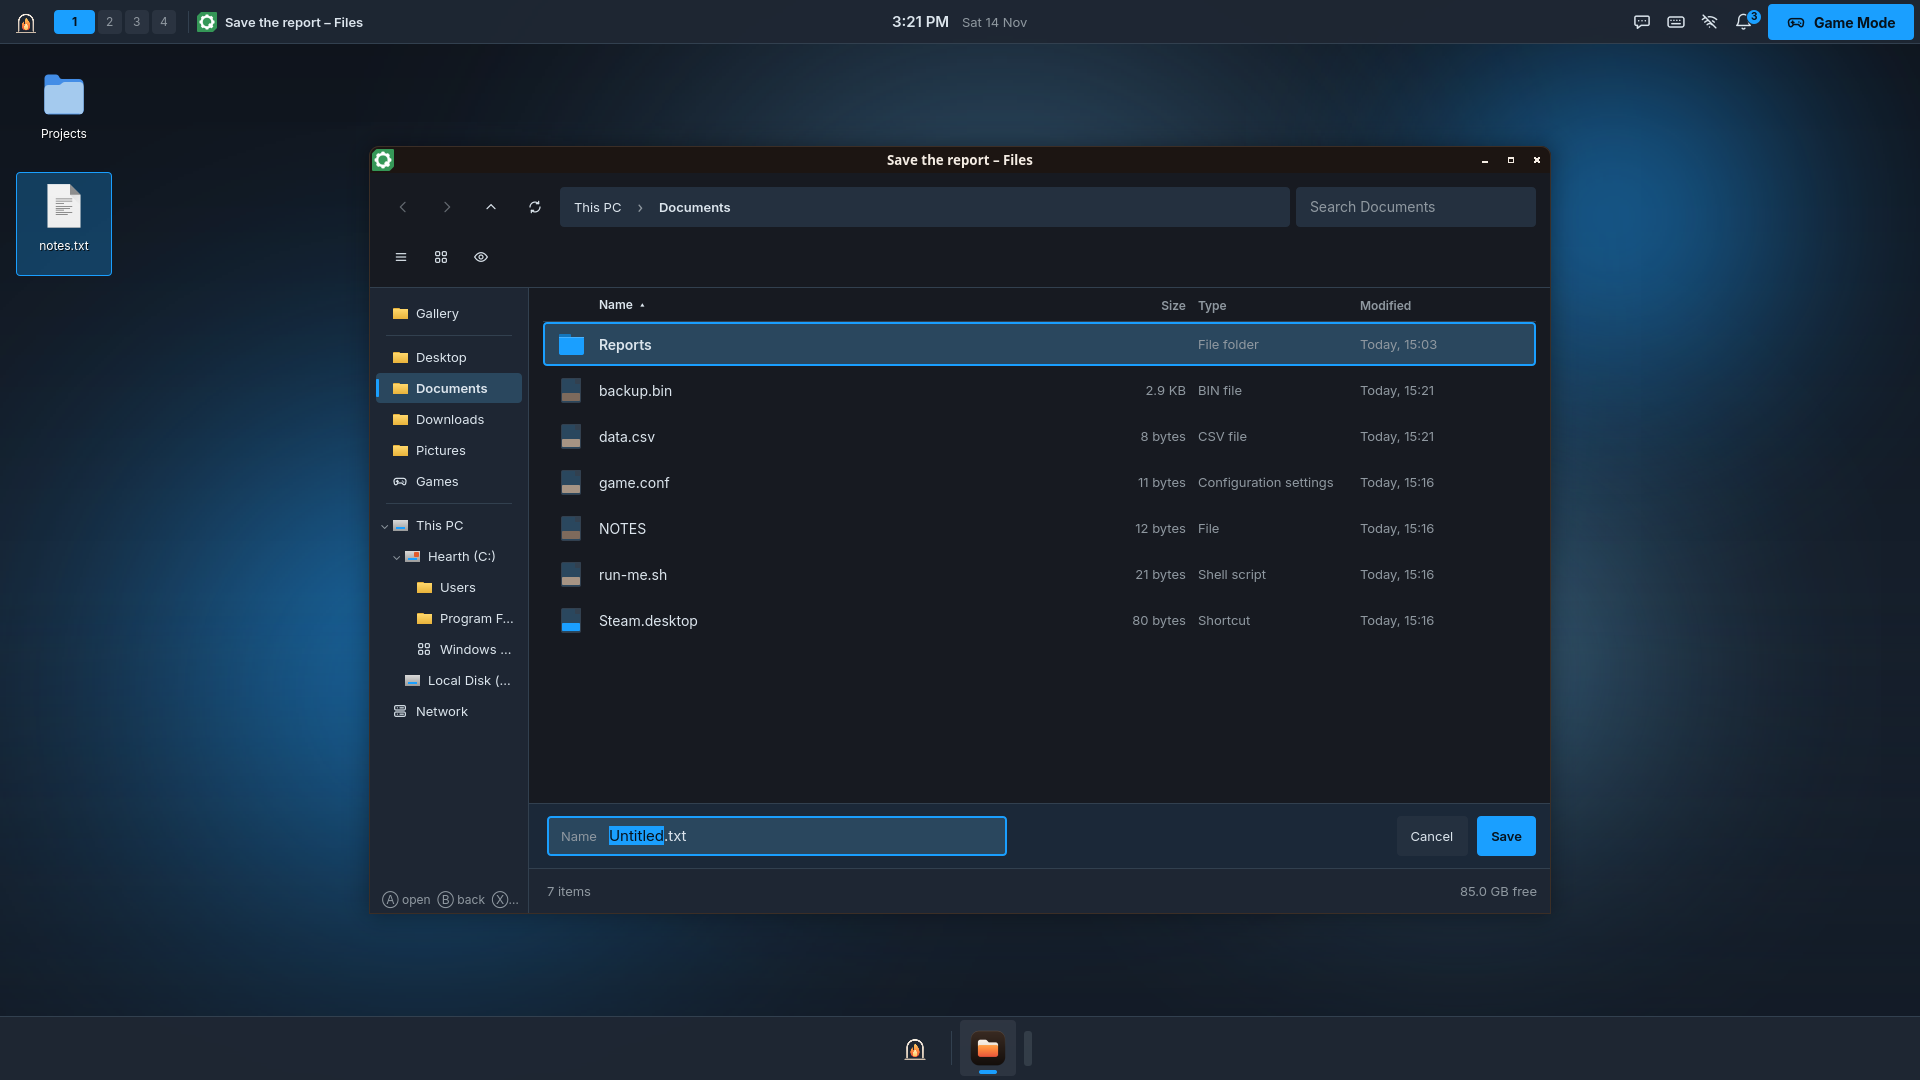 1 2 3 4 Save the report – Files 3:21 PM Sat 14 Nov 3 Game Mode
Projects
notes.txt
Save the report – Files
This PC › Documents
Search Documents
Gallery
Desktop
Documents
Downloads
Pictures
Games
This PC
Hearth (C:)
Users
Program F...
Windows ...
Local Disk (...
Network
A open B back X...
Name Size Type Modified
Reports File folder Today, 15:03
backup.bin 2.9 KB BIN file Today, 15:21
data.csv 8 bytes CSV file Today, 15:21
game.conf 11 bytes Configuration settings Today, 15:16
NOTES 12 bytes File Today, 15:16
run-me.sh 21 bytes Shell script Today, 15:16
Steam.desktop 80 bytes Shortcut Today, 15:16
Name Untitled.txt Cancel Save
7 items 85.0 GB free